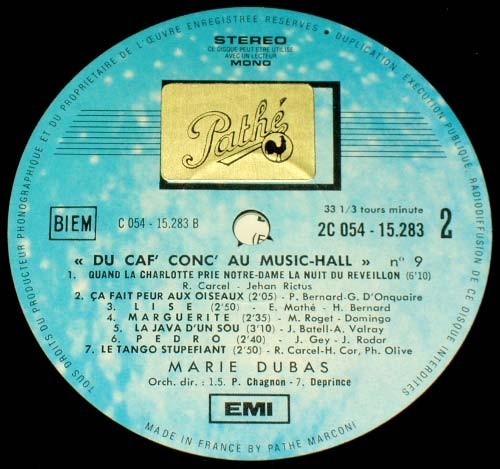 TOUS DROITS DU PRODUCTEUR PHONOGRAPHIQUE ET DU PROPRIETAIRE DE L'ŒUVRE ENREGISTREE RESERVES • DUPLICATION, EXECUTION PUBLIQUE, RADIODIFFUSION DE CE DISQUE INTERDITES
STEREO
CE DISQUE PEUT ETRE UTILISE
AVEC UN LECTEUR
MONO
Pathé
BIEM
C 054 - 15.283 B
33 1/3 tours minute
2C 054 - 15.283
2
« DU CAF' CONC' AU MUSIC-HALL » n° 9
1. QUAND LA CHARLOTTE PRIE NOTRE-DAME LA NUIT DU REVEILLON (6'10)
R. Carcel - Jehan Rictus
2. ÇA FAIT PEUR AUX OISEAUX (2'05) - P. Bernard-G. D'Onquaire
3. LISE (2'50) - E. Mathé - H. Bernard
4. MARGUERITE (2'35) - M. Roget - Domingo
5. LA JAVA D'UN SOU (3'10) - J. Batell-A. Valray
6. PEDRO (2'40) - J. Gey - J. Rodor
7. LE TANGO STUPEFIANT (2'50) - R. Carcel-H. Cor, Ph. Olive
MARIE DUBAS
Orch. dir. : 1.5. P. Chagnon - 7. Deprince
EMI
MADE IN FRANCE BY PATHE MARCONI